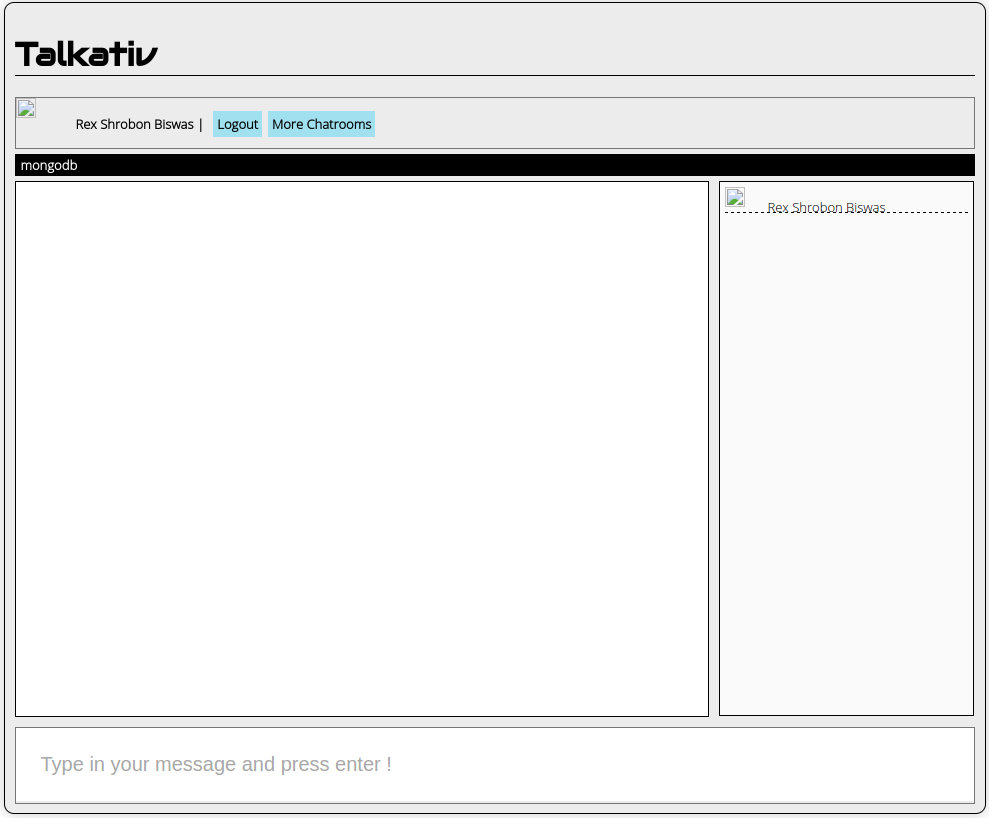 Talkativ
Rex Shrobon Biswas | Logout More Chatrooms
mongodb
Rex Shrobon Biswas
Type in your message and press enter !